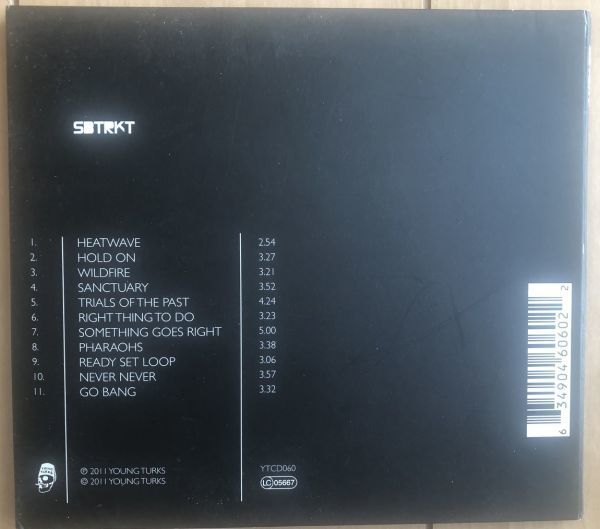 SBTRKT
1. HEATWAVE 2.54
2. HOLD ON 3.27
3. WILDFIRE 3.21
4. SANCTUARY 3.52
5. TRIALS OF THE PAST 4.24
6. RIGHT THING TO DO 3.23
7. SOMETHING GOES RIGHT 5.00
8. PHARAOHS 3.38
9. READY SET LOOP 3.06
10. NEVER NEVER 3.57
11. GO BANG 3.32
YOUNG TURKS
℗ 2011 YOUNG TURKS
© 2011 YOUNG TURKS
YTCD060
LC 05667
6 34904 60602 2